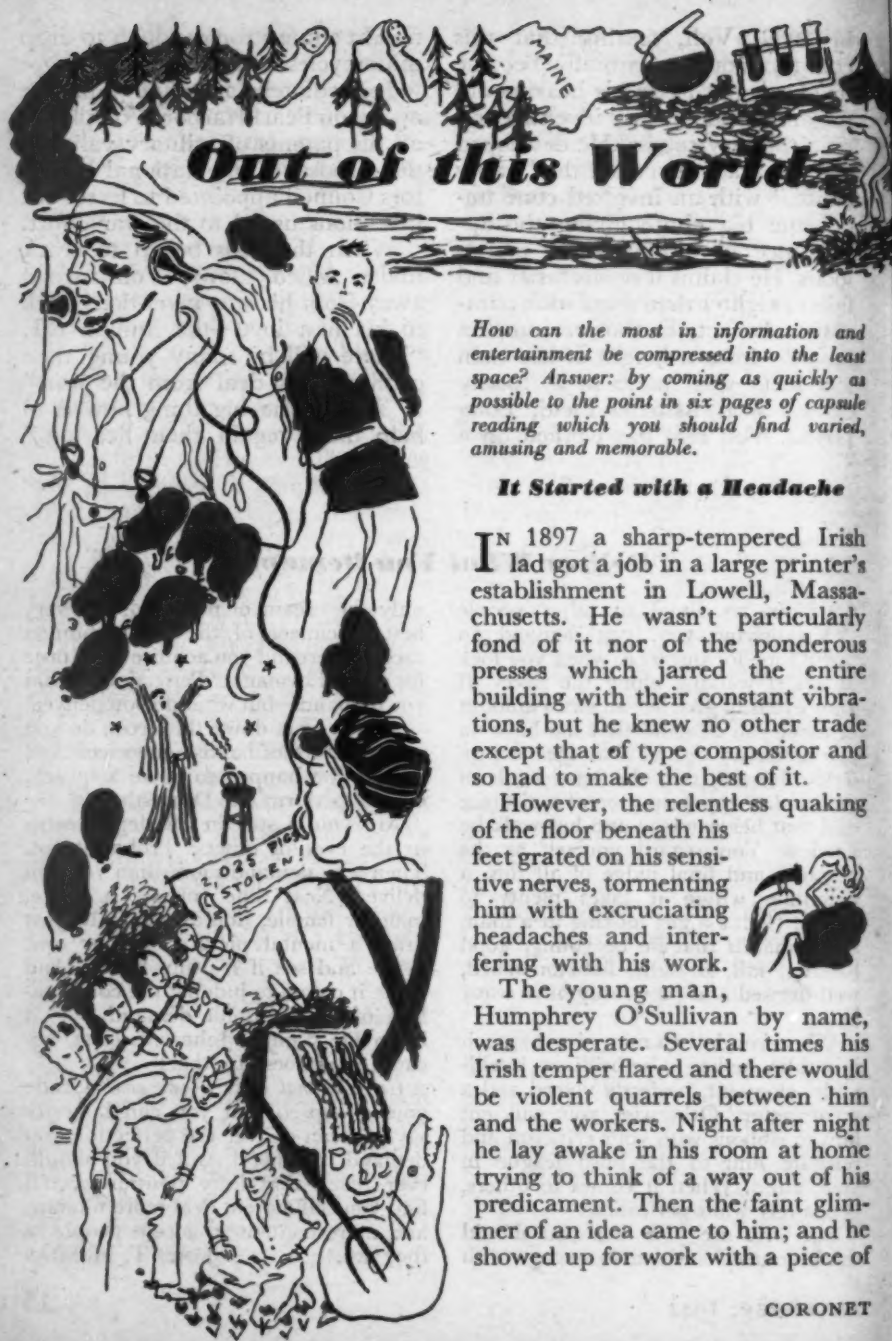 MAINE
Out of this World
How can the most in information and
entertainment be compressed into the least
space? Answer: by coming as quickly as
possible to the point in six pages of capsule
reading which you should find varied,
amusing and memorable.
It Started with a Headache
IN 1897 a sharp-tempered Irish
lad got a job in a large printer's
establishment in Lowell, Massa-
chusetts. He wasn't particularly
fond of it nor of the ponderous
presses which jarred the entire
building with their constant vibra-
tions, but he knew no other trade
except that of type compositor and
so had to make the best of it.
However, the relentless quaking
of the floor beneath his
feet grated on his sensi-
tive nerves, tormenting
him with excruciating
headaches and inter-
fering with his work.
The young man,
Humphrey O'Sullivan by name,
was desperate. Several times his
Irish temper flared and there would
be violent quarrels between him
and the workers. Night after night
he lay awake in his room at home
trying to think of a way out of his
predicament. Then the faint glim-
mer of an idea came to him; and he
showed up for work with a piece of
2,025 PIGS
STOLEN!
CORONET